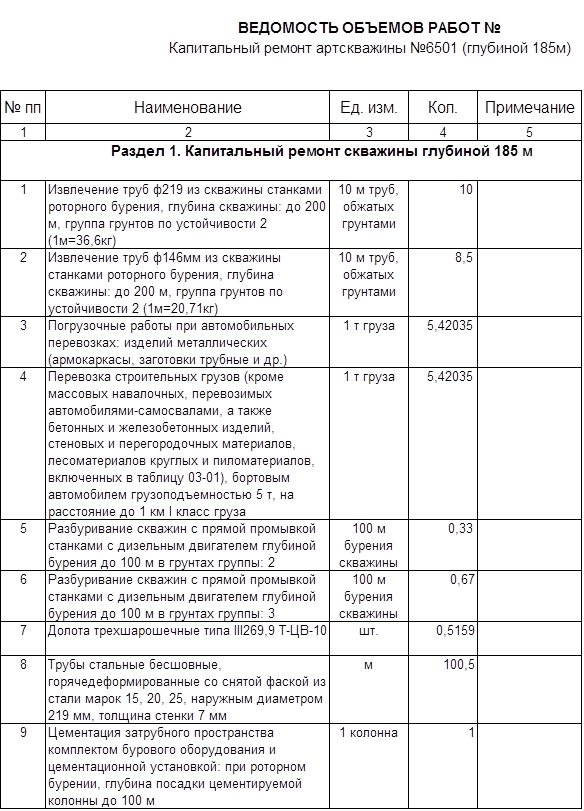 ВЕДОМОСТЬ ОБЪЕМОВ РАБОТ №
Капитальный ремонт артскважины №6501 (глубиной 185м)
№ пп Наименование Ед. изм. Кол. Примечание
1 2 3 4 5
Раздел 1. Капитальный ремонт скважины глубиной 185 м
1 Извлечение труб ф219 из скважины станками 10 м труб, 10
роторного бурения, глубина скважины: до 200 обжатых
м, группа грунтов по устойчивости 2 грунтами
(1м=36,6кг)
2 Извлечение труб ф146мм из скважины 10 м труб, 8,5
станками роторного бурения, глубина обжатых
скважины: до 200 м, группа грунтов по грунтами
устойчивости 2 (1м=20,71кг)
3 Погрузочные работы при автомобильных 1 т груза 5,42035
перевозках: изделий металлических
(армокаркасы, заготовки трубные и др.)
4 Перевозка строительных грузов (кроме 1 т груза 5,42035
массовых навалочных, перевозимых
автомобилями-самосвалами, а также
бетонных и железобетонных изделий,
стеновых и перегородочных материалов,
лесоматериалов круглых и пиломатериалов,
включенных в таблицу 03-01), бортовым
автомобилем грузоподъемностью 5 т, на
расстояние до 1 км I класс груза
5 Разбуривание скважин с прямой промывкой 100 м 0,33
станками с дизельным двигателем глубиной бурения
бурения до 100 м в грунтах группы: 2 скважины
6 Разбуривание скважин с прямой промывкой 100 м 0,67
станками с дизельным двигателем глубиной бурения
бурения до 100 м в грунтах группы: 3 скважины
7 Долота трехшарошечные типа III269,9 Т-ЦВ-10 шт. 0,5159
8 Трубы стальные бесшовные, м 100,5
горячедеформированные со снятой фаской из
стали марок 15, 20, 25, наружным диаметром
219 мм, толщина стенки 7 мм
9 Цементация затрубного пространства 1 колонна 1
комплектом бурового оборудования и
цементационной установкой: при роторном
бурении, глубина посадки цементируемой
колонны до 100 м